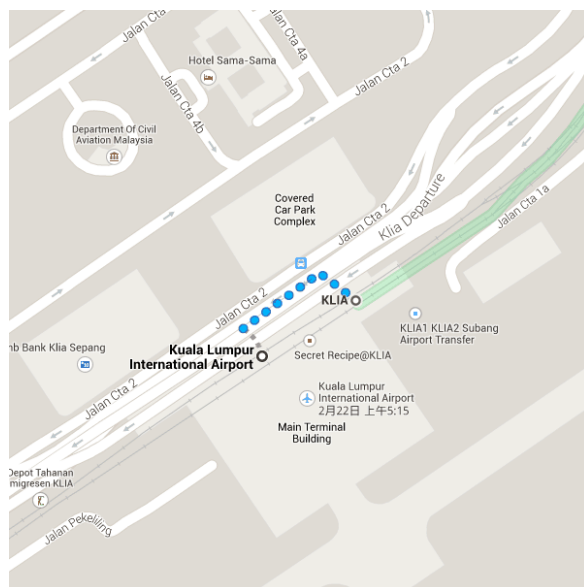 Jalan Cta
Jalan Cta 4a
Hotel Sama-Sama
Jalan Cta 2
Jalan Cta 4b
Department Of Civil
Aviation Malaysia
Covered
Car Park
Complex
Jalan Cta 2
Klia Departure
Jalan Cta 1a
KLIA
Jalan Cta 2
KLIA1 KLIA2 Subang
Airport Transfer
nb Bank Klia Sepang
Kuala Lumpur
International Airport
Secret Recipe@KLIA
Jalan Cta 2
Kuala Lumpur
International Airport
2月22日 上午5:15
Main Terminal
Building
Depot Tahanan
migresen KLIA
Jalan Pekeliling